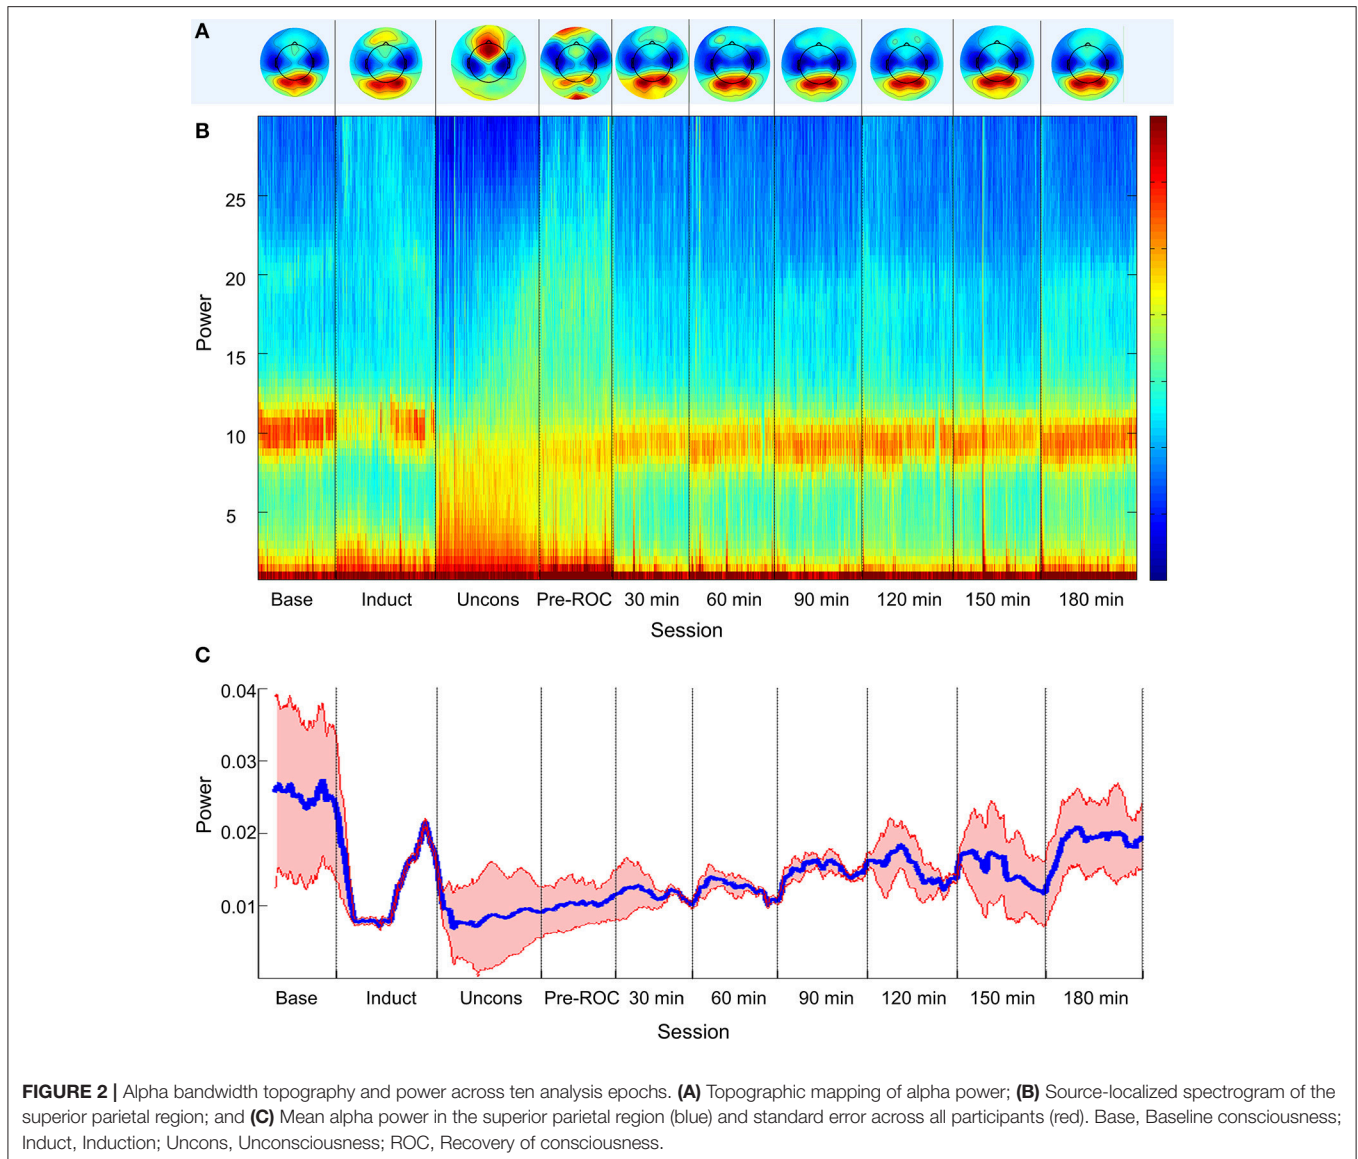 A
B
25
20
15
10
5
Power
Base Induct Uncons Pre-ROC 30 min 60 min 90 min 120 min 150 min 180 min
Session
C
0.04
0.03
0.02
0.01
Power
Base Induct Uncons Pre-ROC 30 min 60 min 90 min 120 min 150 min 180 min
Session
FIGURE 2 | Alpha bandwidth topography and power across ten analysis epochs. (A) Topographic mapping of alpha power; (B) Source-localized spectrogram of the
superior parietal region; and (C) Mean alpha power in the superior parietal region (blue) and standard error across all participants (red). Base, Baseline consciousness;
Induct, Induction; Uncons, Unconsciousness; ROC, Recovery of consciousness.